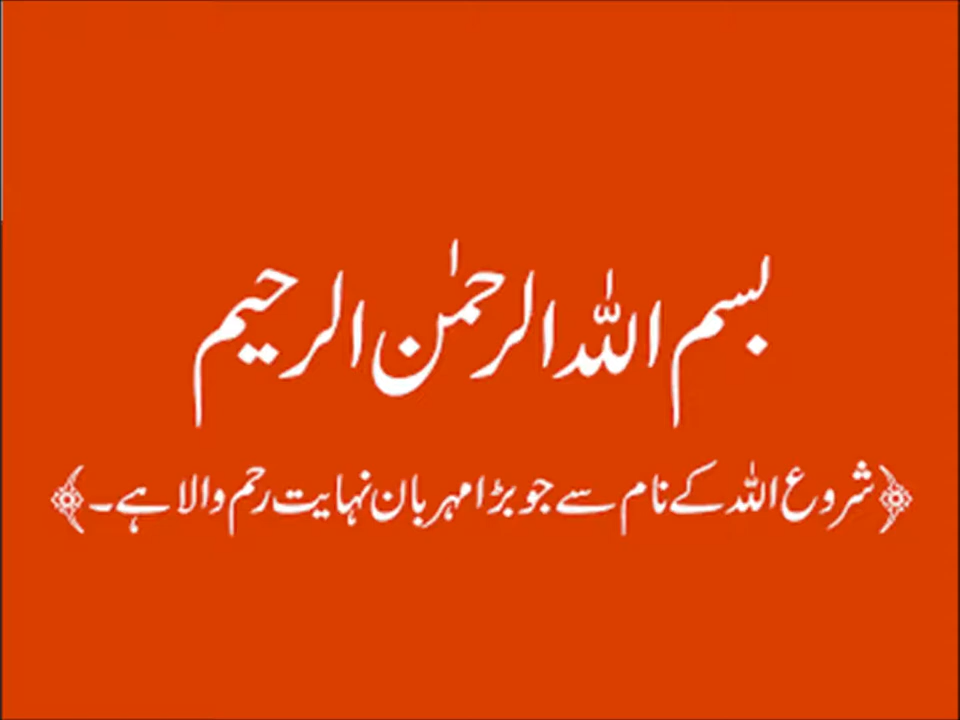 بسم اللہ الرحمٰن الرحیم
﴿شروع اللہ کے نام سے جو بڑا مہربان نہایت رحم والا ہے۔﴾